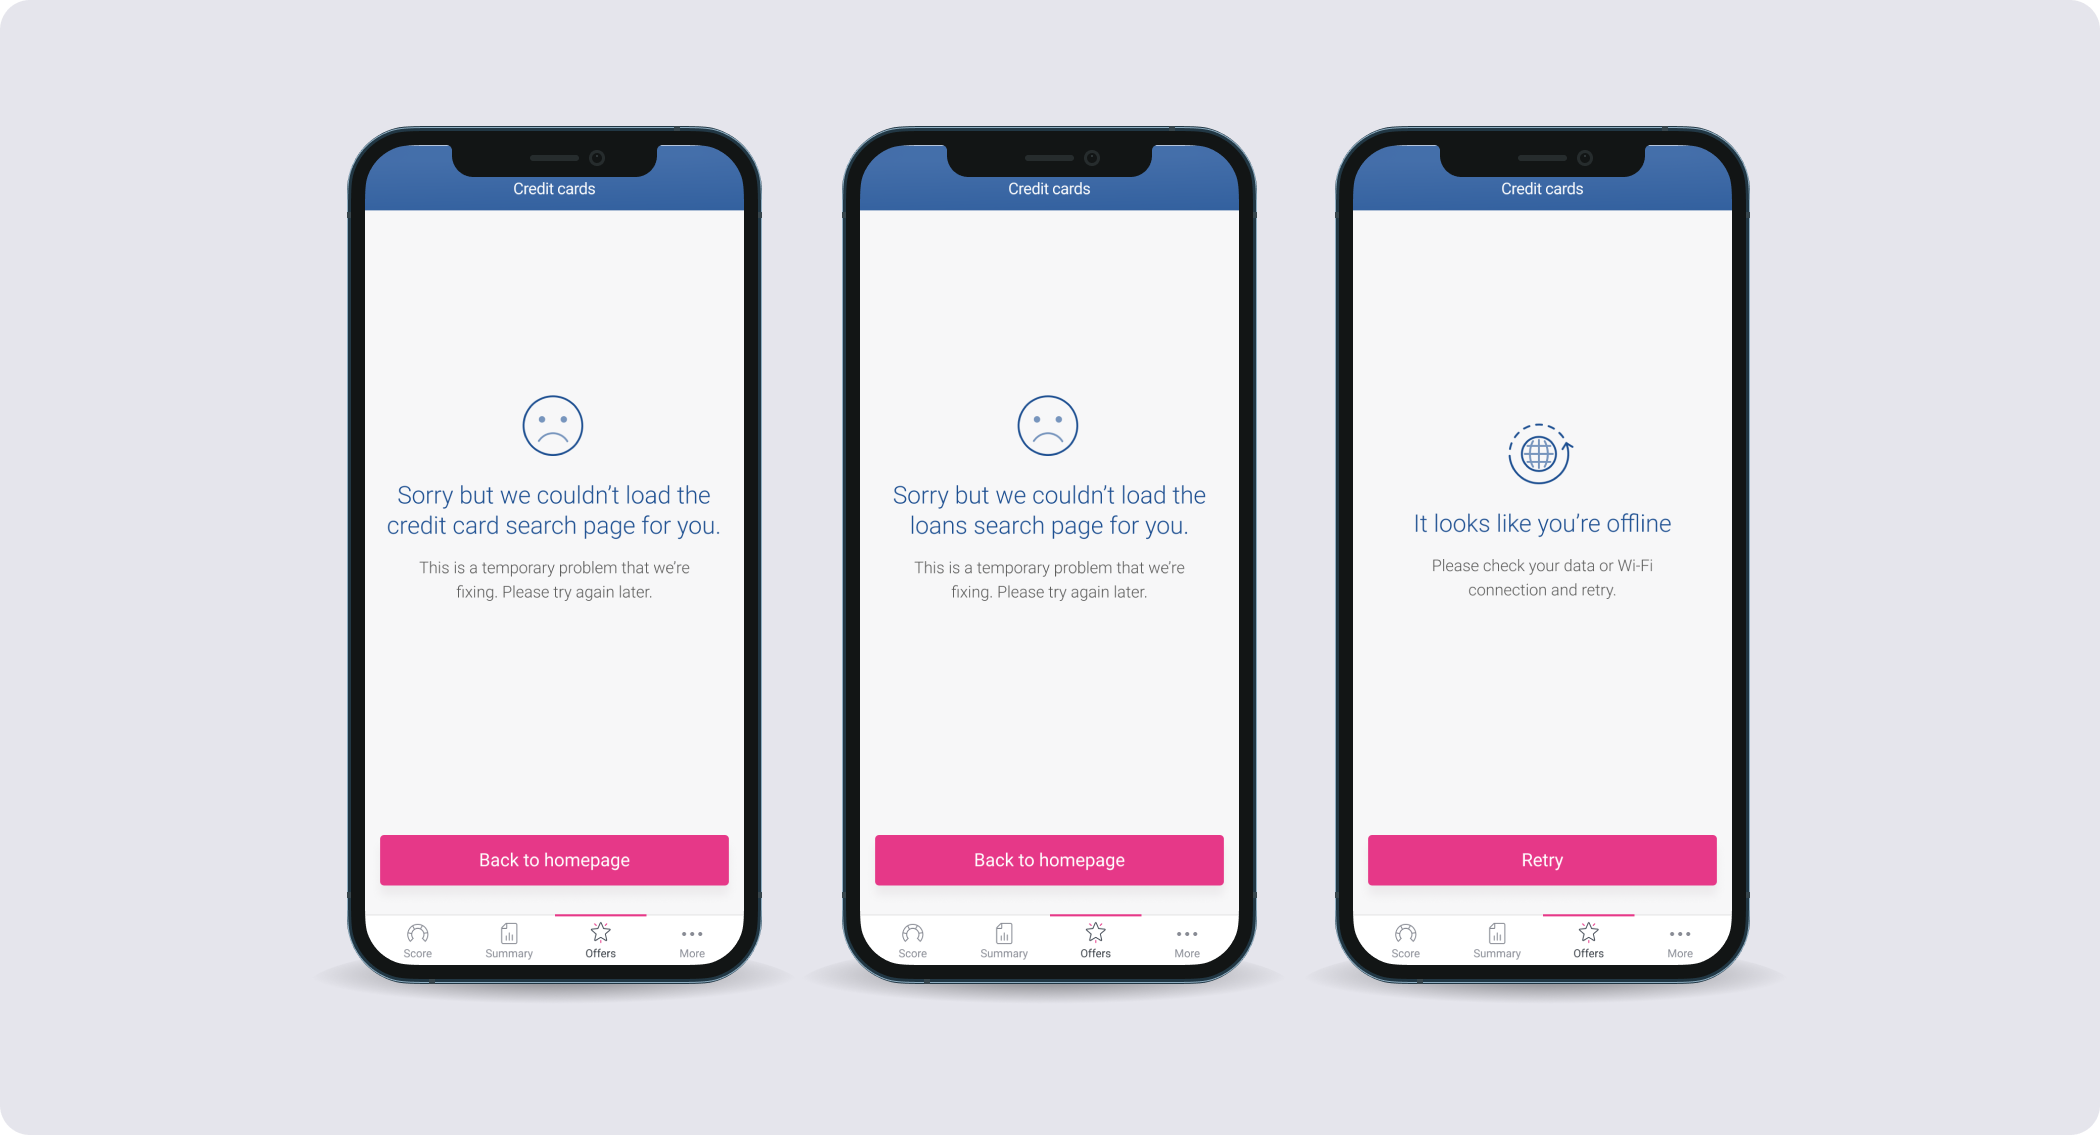 Credit cards
Sorry but we couldn’t load the
credit card search page for you.
This is a temporary problem that we’re
fixing. Please try again later.
Back to homepage
Score
Summary
Offers
More
Credit cards
Sorry but we couldn’t load the
loans search page for you.
This is a temporary problem that we’re
fixing. Please try again later.
Back to homepage
Score
Summary
Offers
More
Credit cards
It looks like you’re offline
Please check your data or Wi-Fi
connection and retry.
Retry
Score
Summary
Offers
More